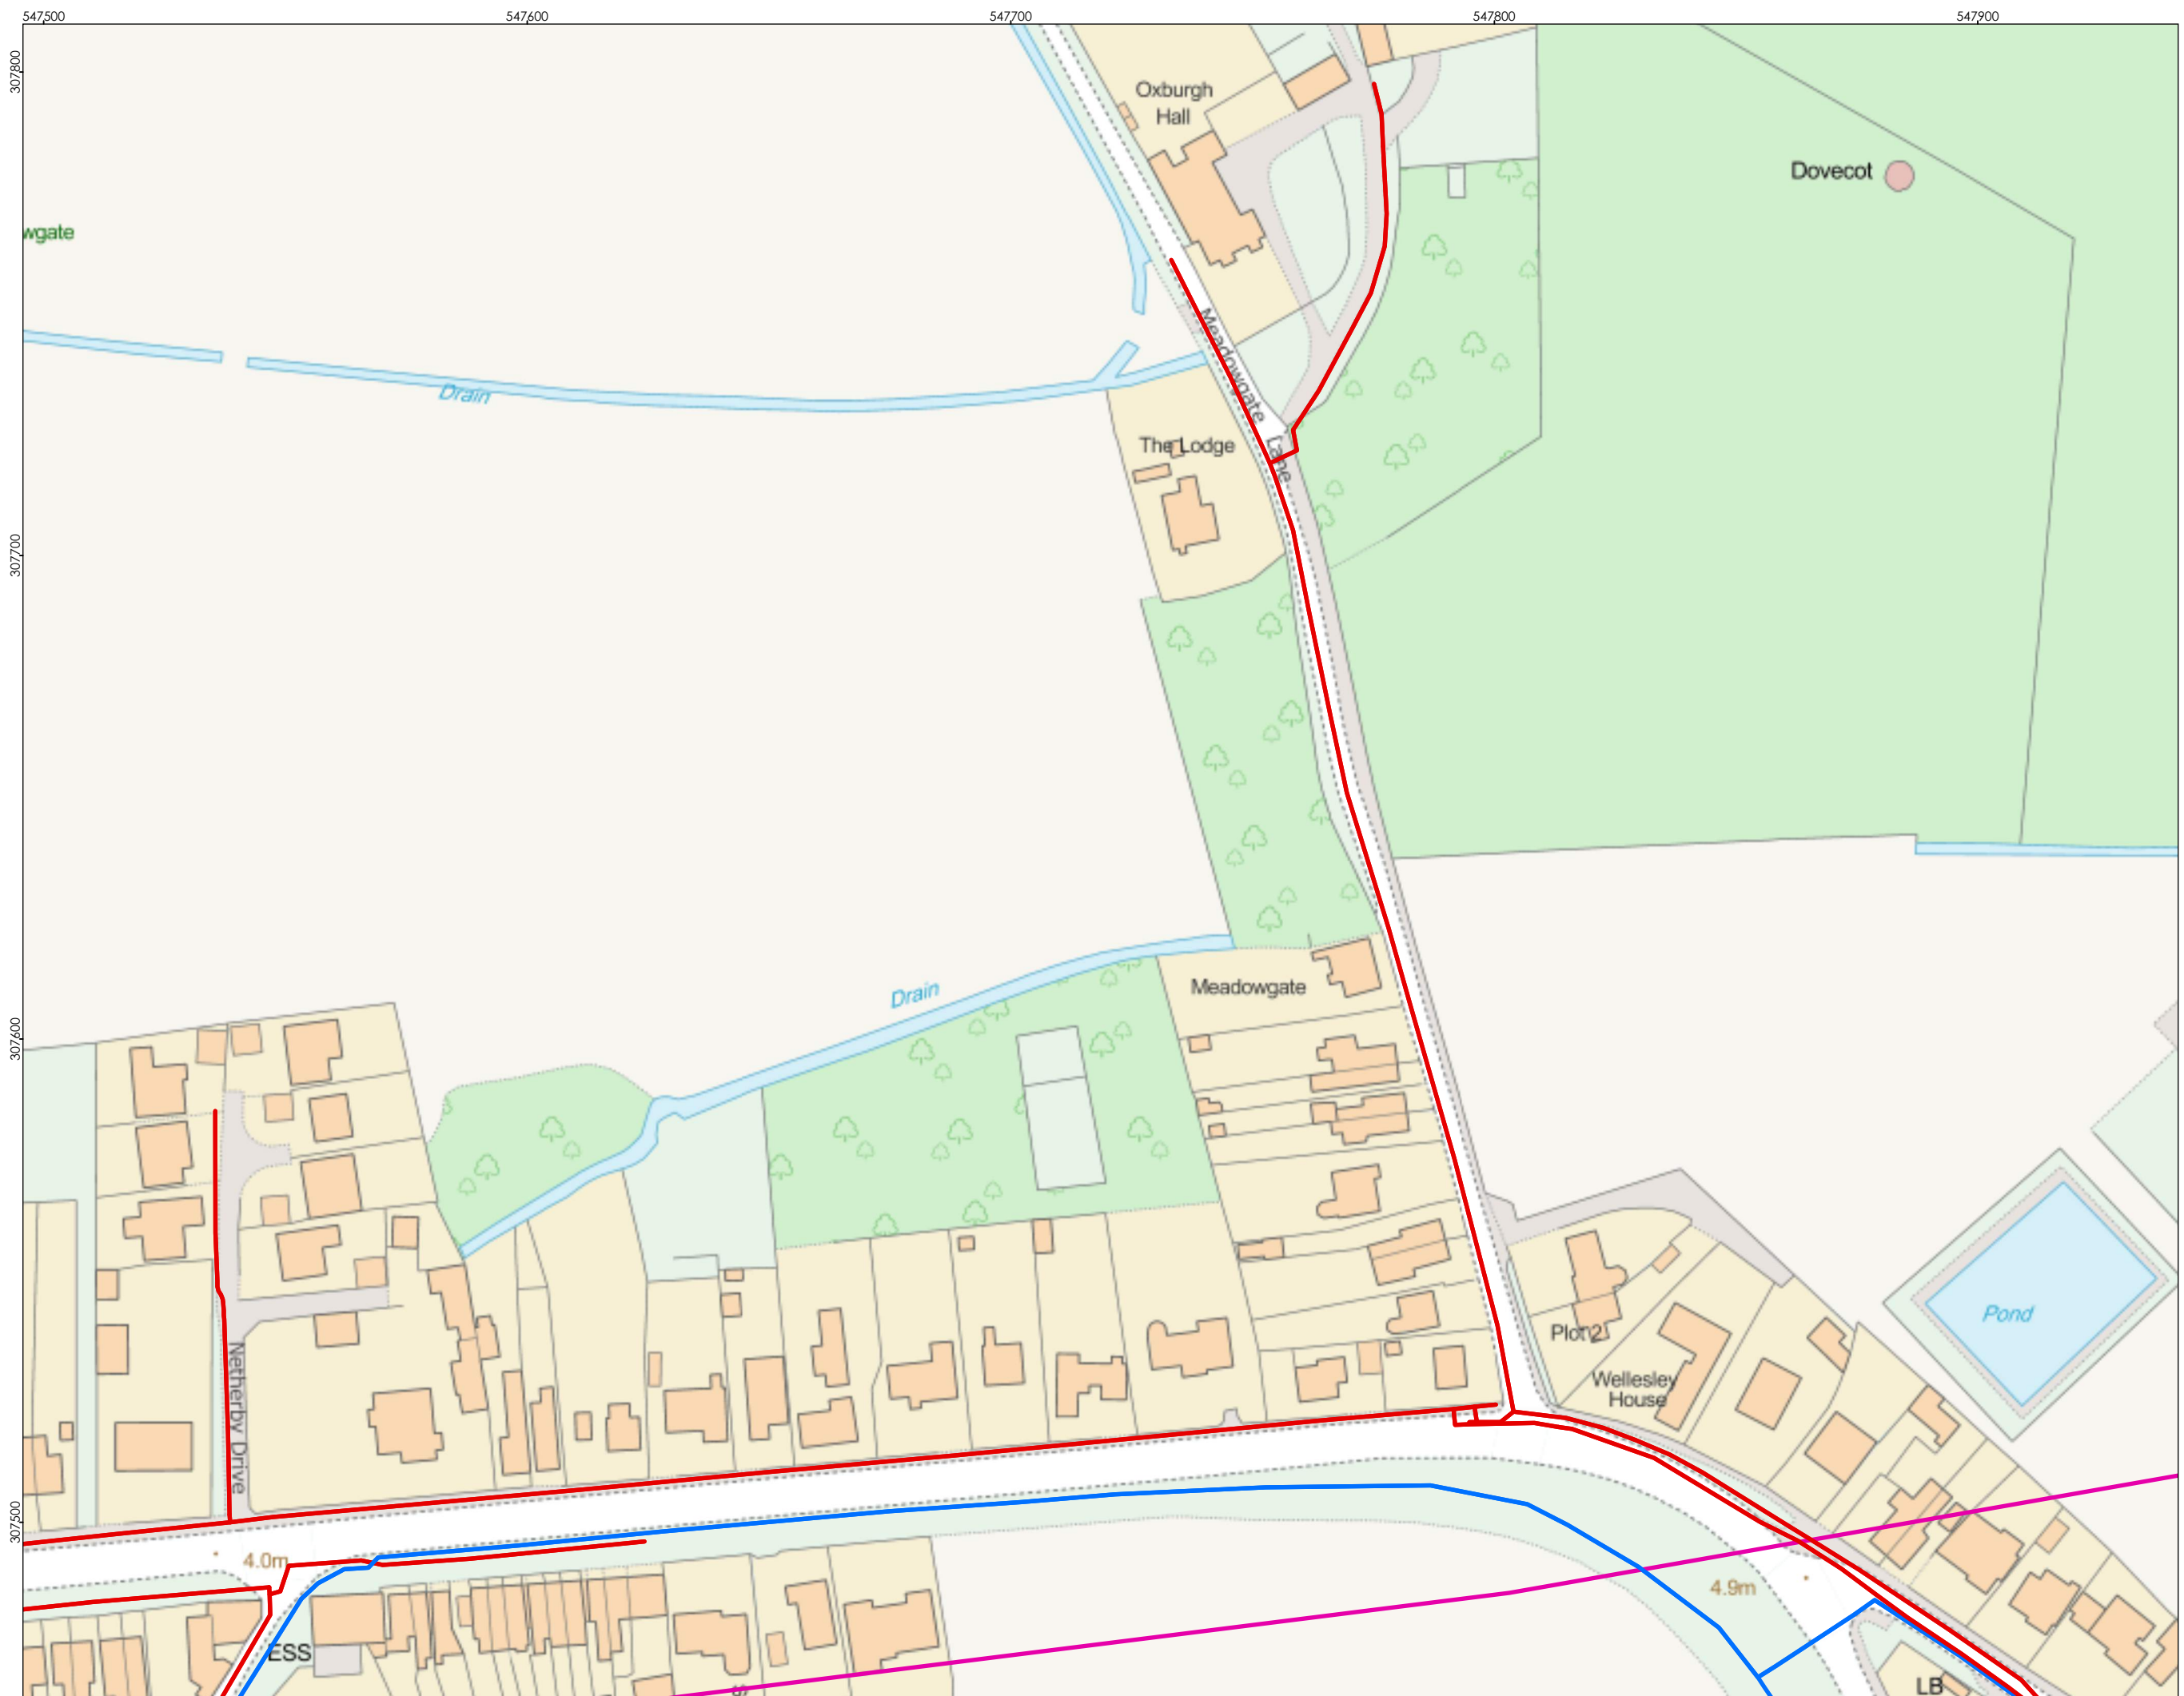 547500
547600
547700
547800
547900
307800
Oxburgh
Hall
Dovecot
wgate
Meadowgate Lane
Drain
The Lodge
307700
Drain
Meadowgate
307600
Pond
Plot 2
Wellesley
House
Netherby Drive
307500
4.0m
4.9m
ESS
LB